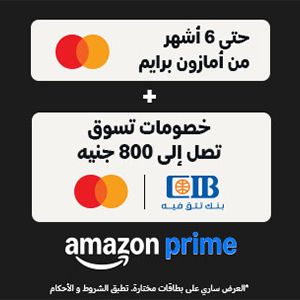 حتى 6 أشهر
من أمازون برايم
+
خصومات تسوق
تصل إلى 800 جنيه
CIB
بنك تثق فيه
amazon prime
*العرض ساري على بطاقات مختارة. تطبق الشروط و الأحكام